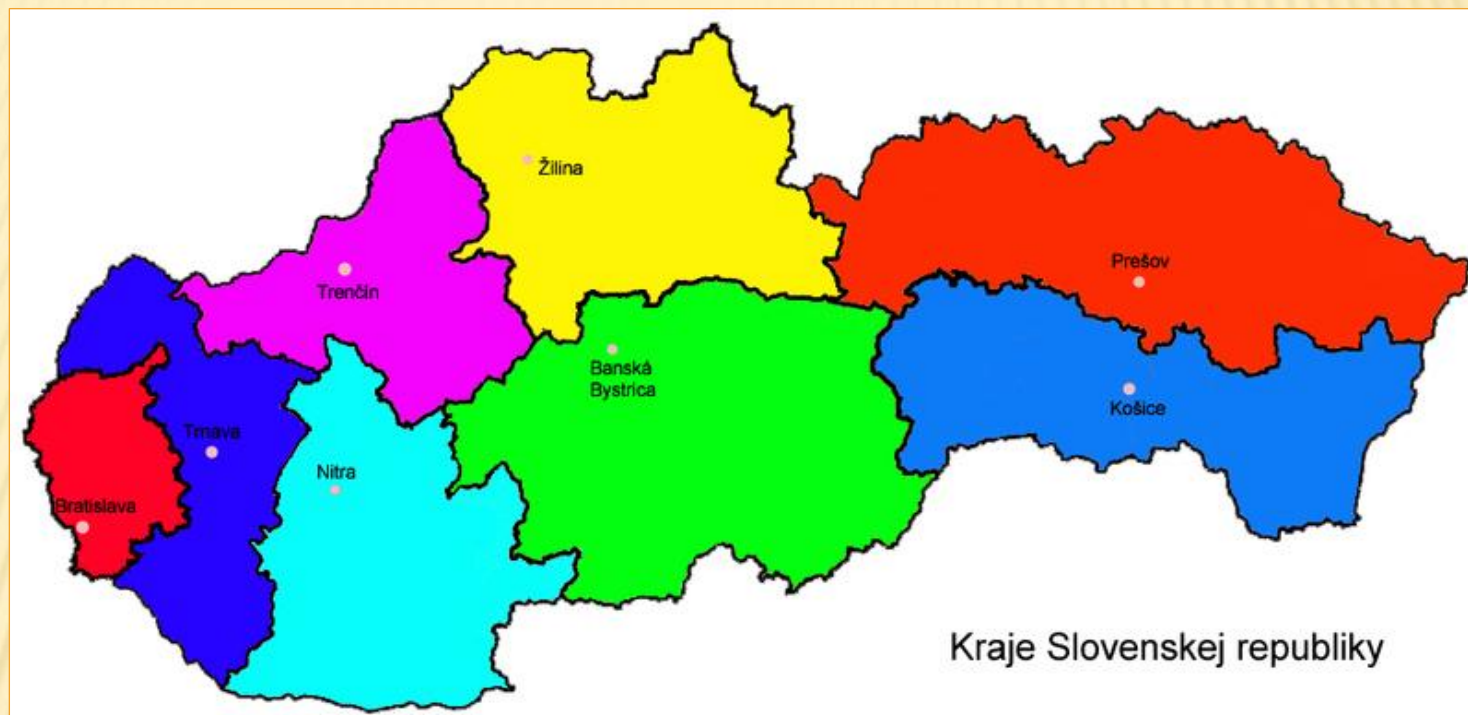 Žilina
Prešov
Trenčín
Banská
Bystrica
Košice
Trnava
Nitra
Bratislava
Kraje Slovenskej republiky